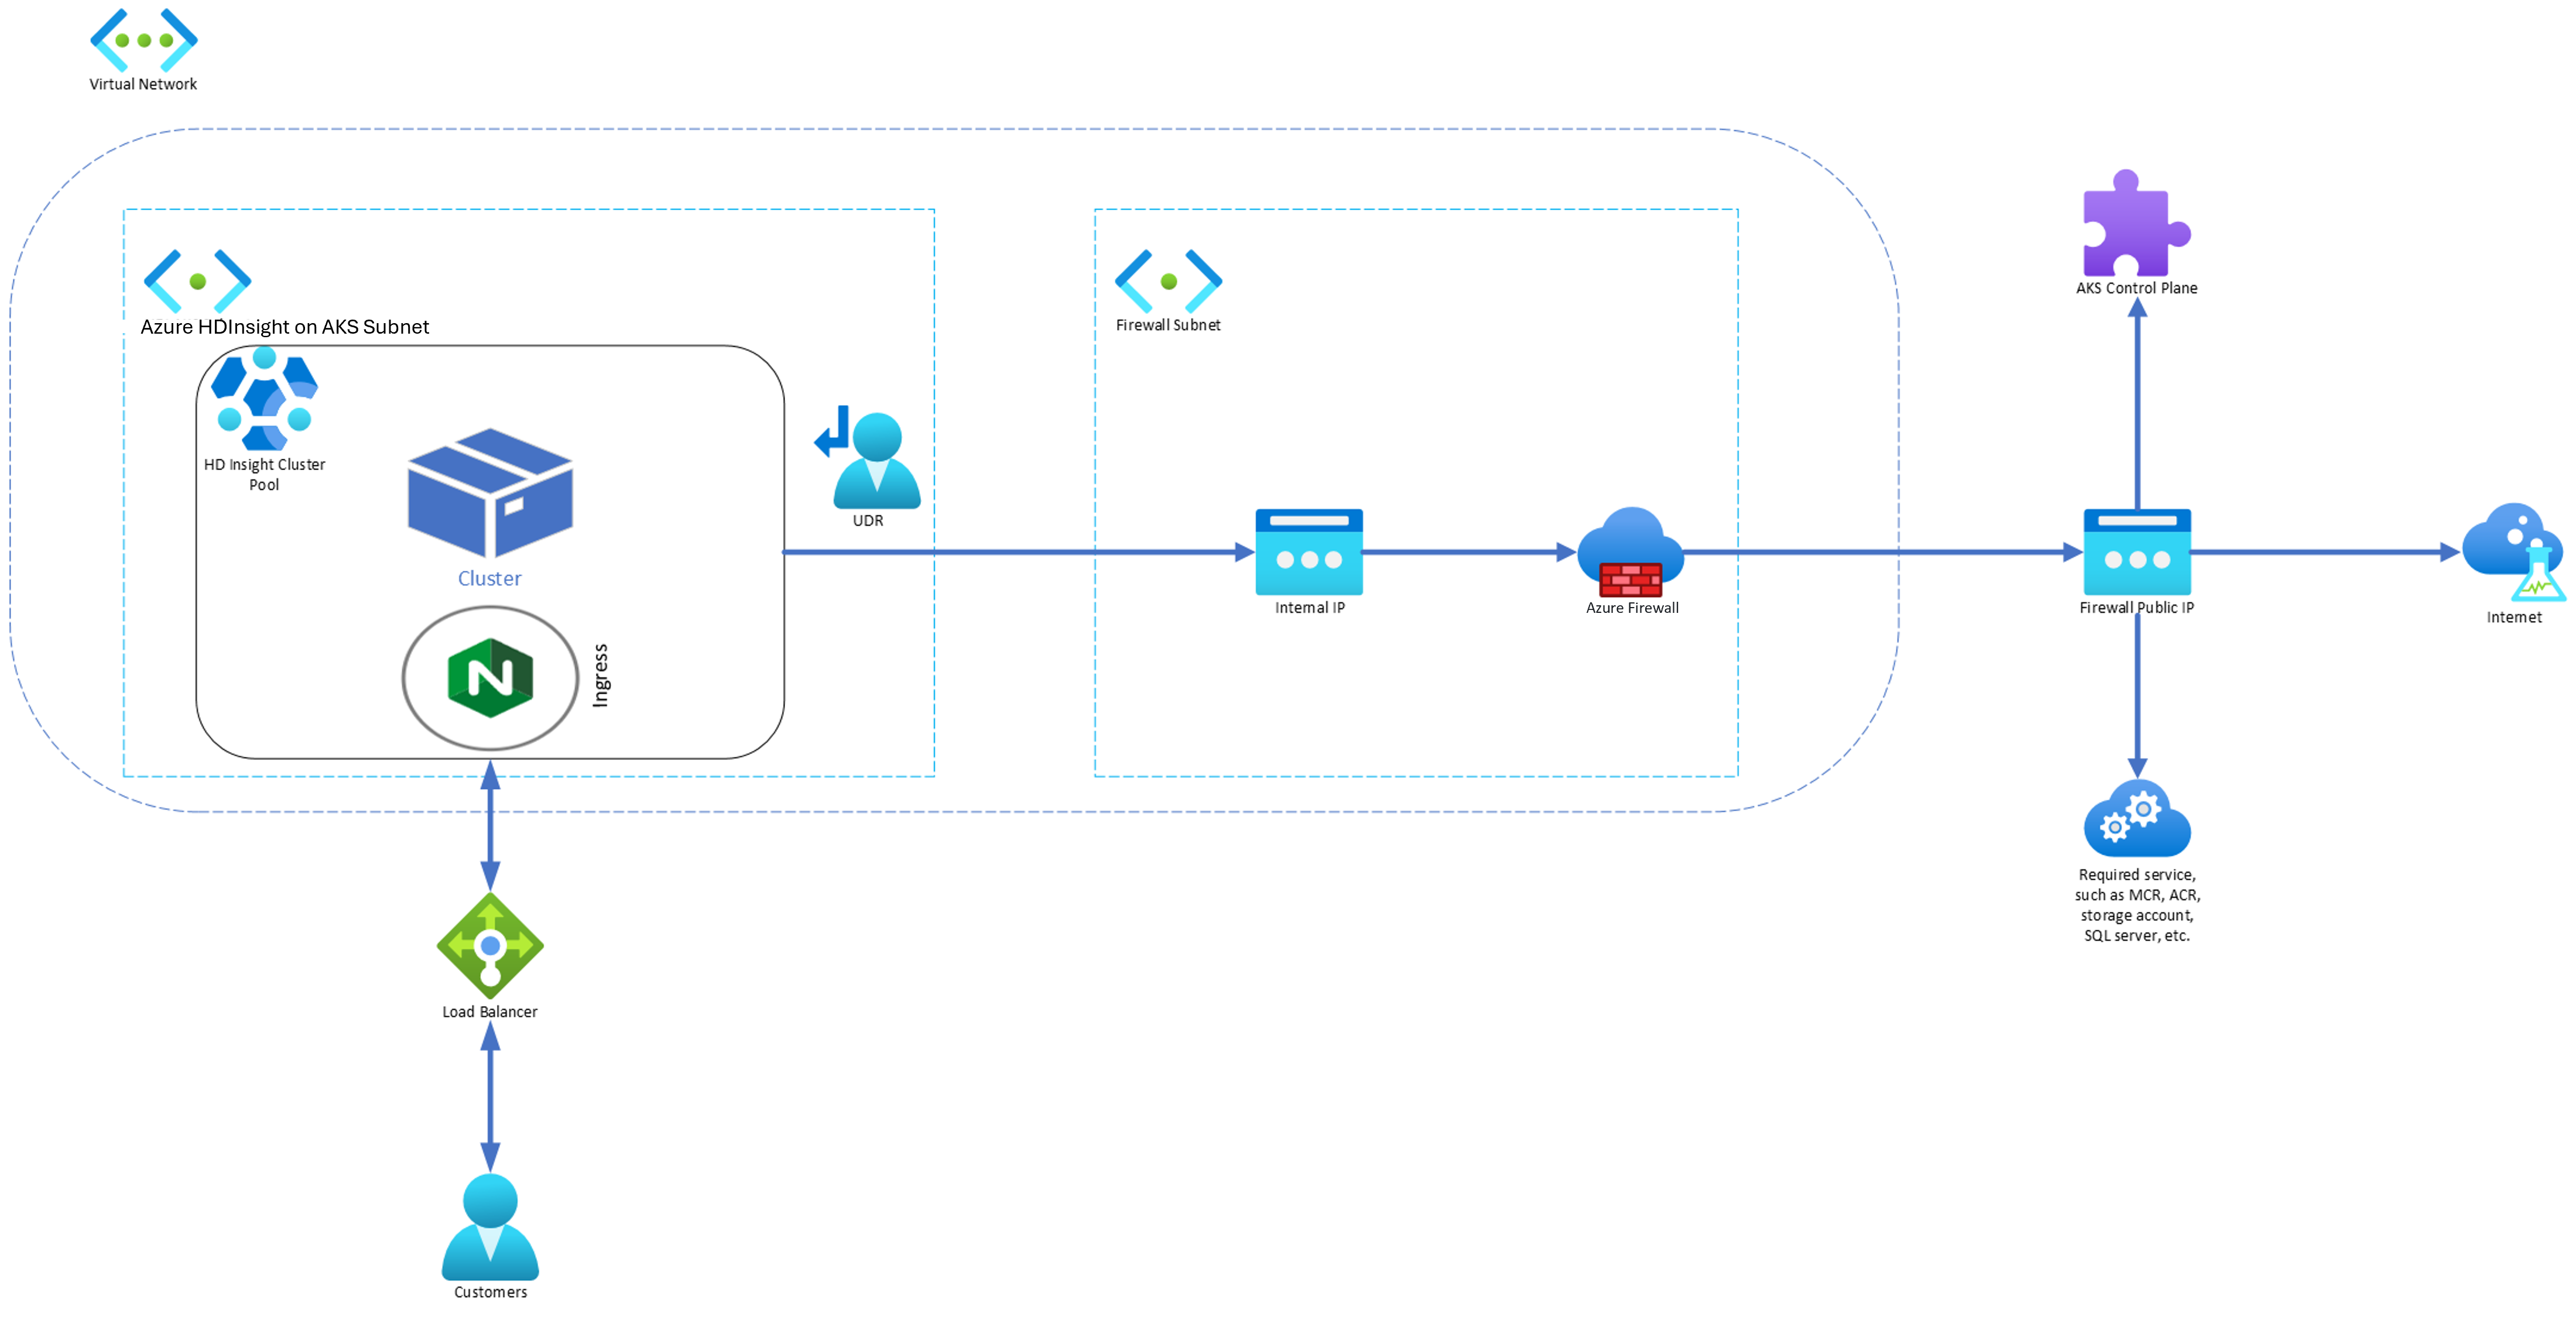 Virtual Network
Azure HDInsight on AKS Subnet
HD Insight Cluster
Pool
Cluster
Ingress
UDR
Firewall Subnet
Internal IP
Azure Firewall
AKS Control Plane
Firewall Public IP
Internet
Required service,
such as MCR, ACR,
storage account,
SQL server, etc.
Load Balancer
Customers